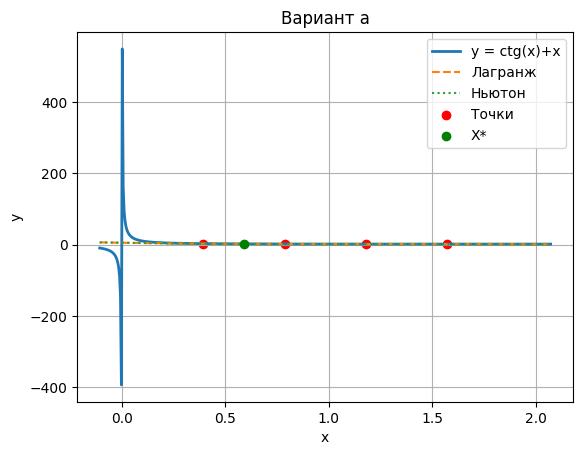 Вариант a
y = ctg(x)+x
Лагранж
Ньютон
Точки
X*
y
400
200
0
−200
−400
0.0 0.5 1.0 1.5 2.0
x